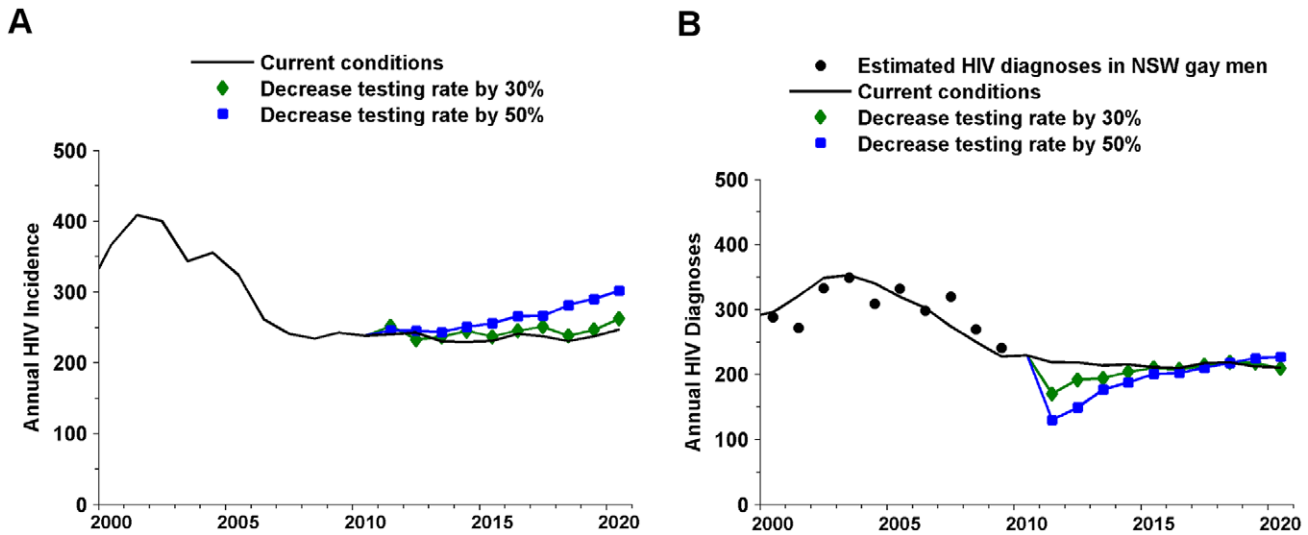 A
Current conditions
Decrease testing rate by 30%
Decrease testing rate by 50%
500
400
300
200
100
0
Annual HIV Incidence
2000
2005
2010
2015
2020
B
Estimated HIV diagnoses in NSW gay men
Current conditions
Decrease testing rate by 30%
Decrease testing rate by 50%
500
400
300
200
100
0
Annual HIV Diagnoses
2000
2005
2010
2015
2020